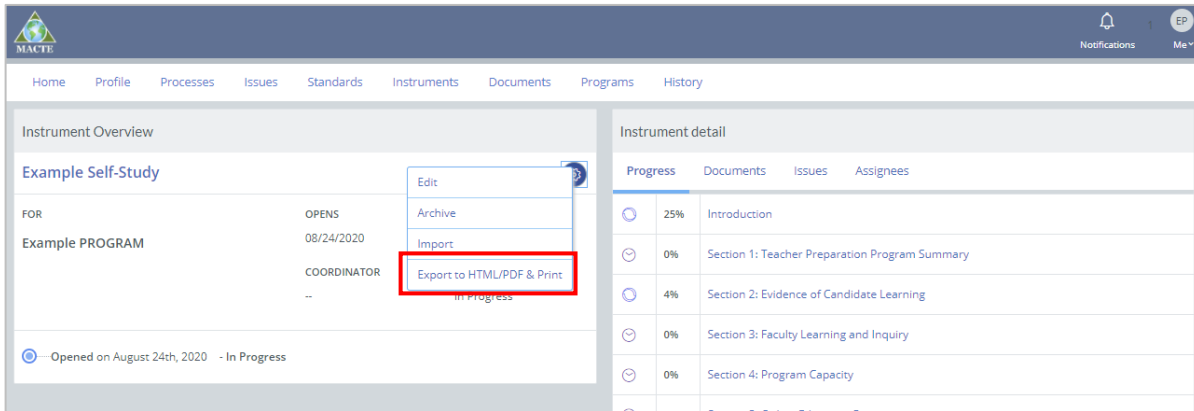 MACTE
Notifications
EP
Me
Home Profile Processes Issues Standards Instruments Documents Programs History
Instrument Overview
Example Self-Study
Edit
Archive
Import
Export to HTML/PDF & Print
FOR
Example PROGRAM
OPENS
08/24/2020
COORDINATOR
--
In Progress
Opened on August 24th, 2020 - In Progress
Instrument detail
Progress Documents Issues Assignees
25% Introduction
0% Section 1: Teacher Preparation Program Summary
4% Section 2: Evidence of Candidate Learning
0% Section 3: Faculty Learning and Inquiry
0% Section 4: Program Capacity